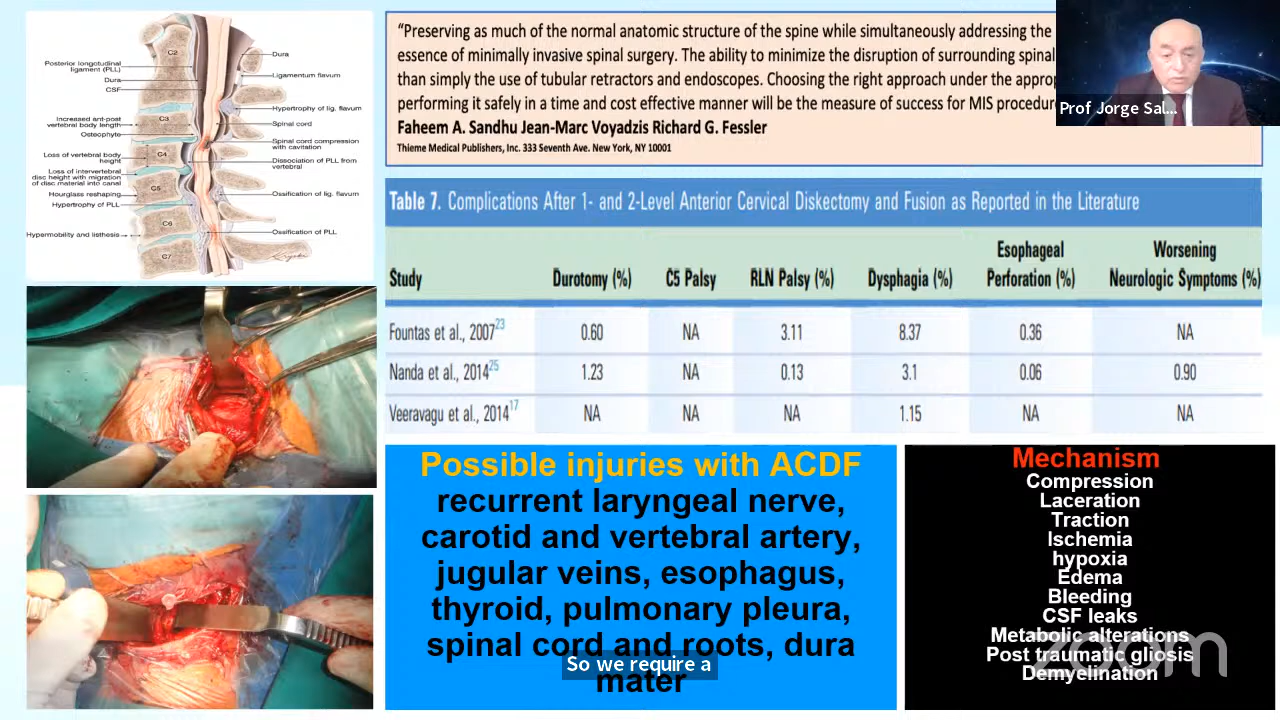 C2
C3
C4
C5
C6
C7
Posterior longitudinal
ligament (PLL)
Dura
CSF
Increased ant-post
vertebral body length
Osteophyte
Loss of vertebral body
height
Loss of intervertebral
disc height with migration
of disc material into canal
Hourglass reshaping
Hypertrophy of PLL
Hypermobility and listhesis
Dura
Ligamentum flavum
Hypertrophy of lig. flavum
Spinal cord
Spinal cord compression
with cavitation
Dissociation of PLL from
vertebral
Ossification of lig. flavum
Ossification of PLL
“Preserving as much of the normal anatomic structure of the spine while simultaneously addressing the
essence of minimally invasive spinal surgery. The ability to minimize the disruption of surrounding spinal
than simply the use of tubular retractors and endoscopes. Choosing the right approach under the
performing it safely in a time and cost effective manner will be the measure of success for MIS
Faheem A. Sandhu Jean-Marc Voyadzis Richard G. Fessler
Thieme Medical Publishers, Inc. 333 Seventh Ave. New York, NY 10001
Prof Jorge Sal...
Table 7. Complications After 1- and 2-Level Anterior Cervical Diskectomy and Fusion as Reported in the Literature
Study Durotomy (%) C5 Palsy RLN Palsy (%) Dysphagia (%) Esophageal Perforation (%) Worsening Neurologic Symptoms (%)
Fountas et al., 200723 0.60 NA 3.11 8.37 0.36 NA
Nanda et al., 201425 1.23 NA 0.13 3.1 0.06 0.90
Veeravagu et al., 201417 NA NA NA 1.15 NA NA
Possible injuries with ACDF
recurrent laryngeal nerve,
carotid and vertebral artery,
jugular veins, esophagus,
thyroid, pulmonary pleura,
spinal cord and roots, dura
mater
So we require a
Mechanism
Compression
Laceration
Traction
Ischemia
hypoxia
Edema
Bleeding
CSF leaks
Metabolic alterations
Post traumatic gliosis
Demyelination
zoom